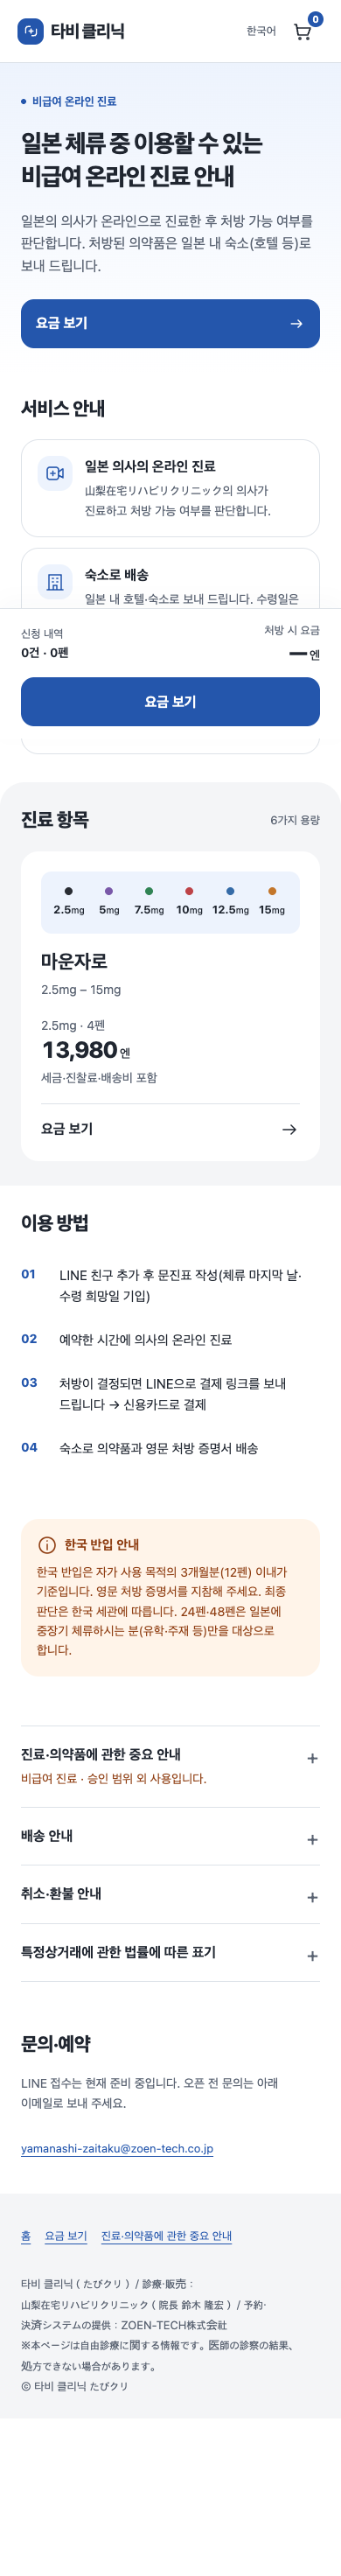 타비 클리닉
한국어
0
비급여 온라인 진료
일본 체류 중 이용할 수 있는
비급여 온라인 진료 안내
일본의 의사가 온라인으로 진료한 후 처방 가능 여부를
판단합니다. 처방된 의약품은 일본 내 숙소(호텔 등)로
보내 드립니다.
요금 보기 →
서비스 안내
일본 의사의 온라인 진료
山梨在宅リハビリクリニックの 의사가
진료하고 처방 가능 여부를 판단합니다.
숙소로 배송
일본 내 호텔·숙소로 보내 드립니다. 수령일은
신청 내역
0건 · 0펜
처방 시 요금
—엔
요금 보기
진료 항목
6가지 용량
2.5mg 5mg 7.5mg 10mg 12.5mg 15mg
마운자로
2.5mg – 15mg
2.5mg · 4펜
13,980엔
세금·진찰료·배송비 포함
요금 보기 →
이용 방법
01 LINE 친구 추가 후 문진표 작성(체류 마지막 날·
수령 희망일 기입)
02 예약한 시간에 의사의 온라인 진료
03 처방이 결정되면 LINE으로 결제 링크를 보내
드립니다 → 신용카드로 결제
04 숙소로 의약품과 영문 처방 증명서 배송
한국 반입 안내
한국 반입은 자가 사용 목적의 3개월분(12펜) 이내가
기준입니다. 영문 처방 증명서를 지참해 주세요. 최종
판단은 한국 세관에 따릅니다. 24펜·48펜은 일본에
중장기 체류하시는 분(유학·주재 등)만을 대상으로
합니다.
진료·의약품에 관한 중요 안내 +
비급여 진료 · 승인 범위 외 사용입니다.
배송 안내 +
취소·환불 안내 +
특정상거래에 관한 법률에 따른 표기 +
문의·예약
LINE 접수는 현재 준비 중입니다. 오픈 전 문의는 아래
이메일로 보내 주세요.
yamanashi-zaitaku@zoen-tech.co.jp
홈 요금 보기 진료·의약품에 관한 중요 안내
타비 클리닉（たびクリ）/ 診療·販売：
山梨在宅リハビリクリニック（院長 鈴木 隆宏）/ 予約·
決済システムの提供：ZOEN-TECH株式会社
※本ページは自由診療に関する情報です。医師の診察の結果、
処方できない場合があります。
© 타비 클리닉 たびクリ